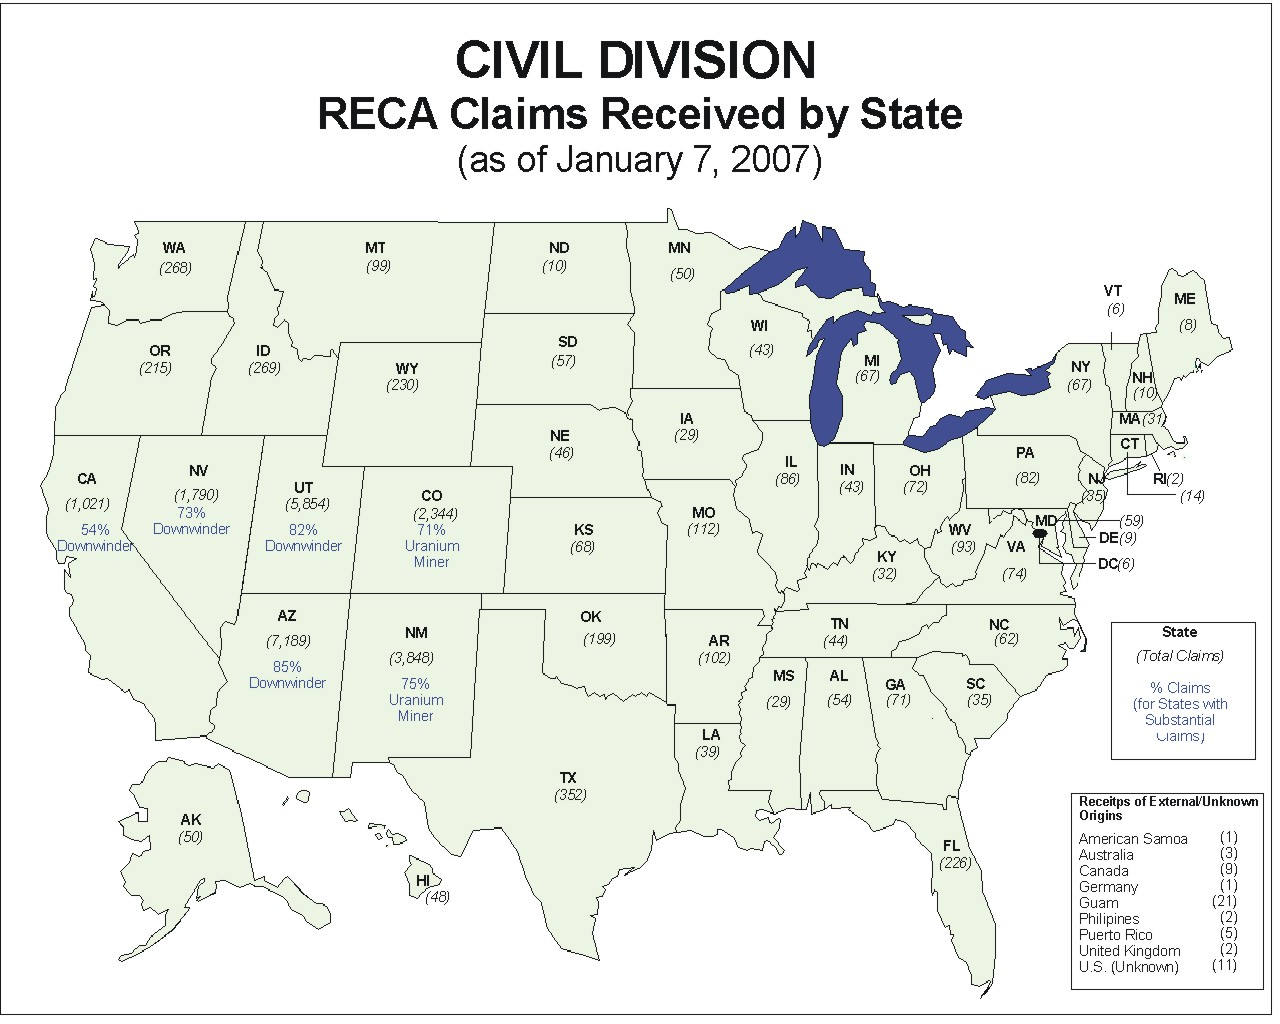 CIVIL DIVISION
RECA Claims Received by State
(as of January 7, 2007)
WA
(268)
MT
(99)
ND
(10)
MN
(50)
VT
(6)
ME
(8)
OR
(215)
ID
(269)
WY
(230)
SD
(57)
WI
(43)
MI
(67)
NY
(67)
NH
(10)
MA (31)
CT
(14)
RI (2)
IA
(29)
NE
(46)
IL
(86)
IN
(43)
OH
(72)
PA
(82)
NJ
(35)
CA
(1,021)
54%
Downwinder
NV
(1,790)
73%
Downwinder
UT
(5,854)
82%
Downwinder
CO
(2,344)
71%
Uranium
Miner
KS
(68)
MO
(112)
KY
(32)
WV
(93)
VA
(74)
MD (59)
DE (9)
DC (6)
AZ
(7,189)
85%
Downwinder
NM
(3,848)
75%
Uranium
Miner
OK
(199)
AR
(102)
TN
(44)
NC
(62)
MS
(29)
AL
(54)
GA
(71)
SC
(35)
LA
(39)
TX
(352)
FL
(226)
AK
(50)
HI
(48)
State
(Total Claims)
% Claims
(for States with
Substantial
Claims)
Receitps of External/Unknown
Origins
American Samoa (1)
Australia (3)
Canada (9)
Germany (1)
Guam (21)
Philipines (2)
Puerto Rico (5)
United Kingdom (2)
U.S. (Unknown) (11)